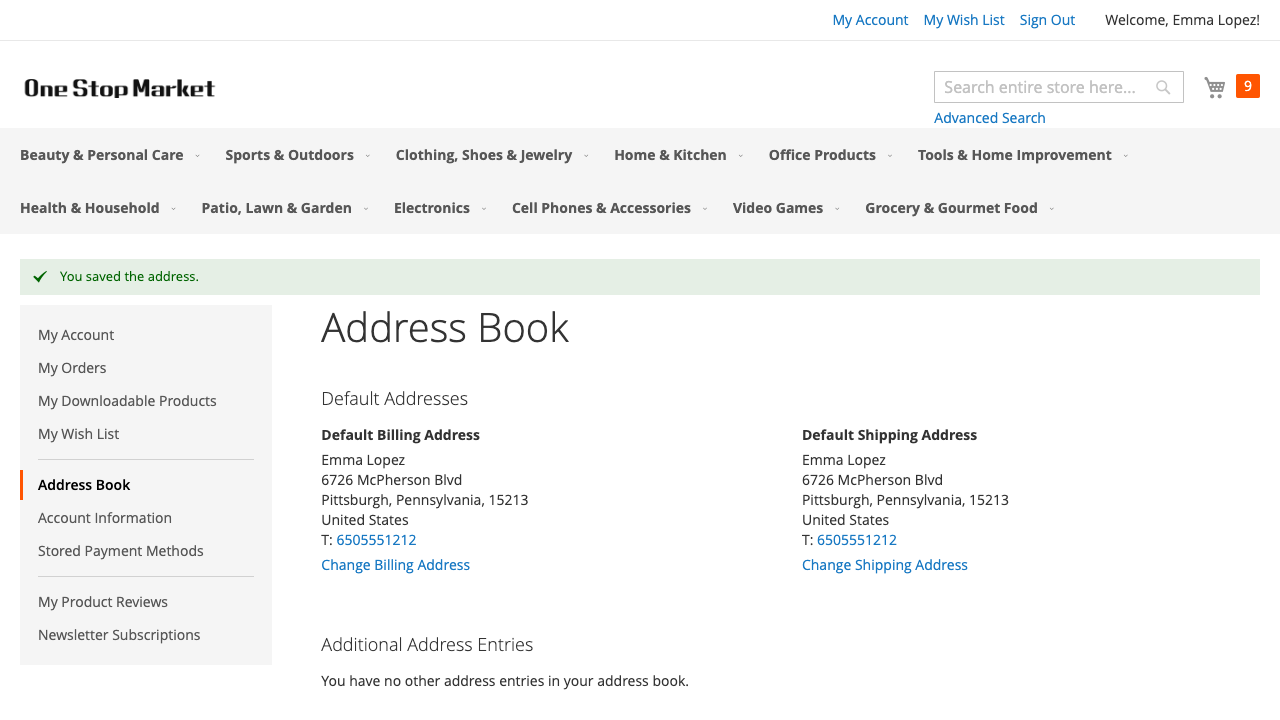 My Account My Wish List Sign Out Welcome, Emma Lopez!
One Stop Market
Search entire store here...
9
Advanced Search
Beauty & Personal Care Sports & Outdoors Clothing, Shoes & Jewelry Home & Kitchen Office Products Tools & Home Improvement
Health & Household Patio, Lawn & Garden Electronics Cell Phones & Accessories Video Games Grocery & Gourmet Food
You saved the address.
My Account
My Orders
My Downloadable Products
My Wish List
Address Book
Account Information
Stored Payment Methods
My Product Reviews
Newsletter Subscriptions
Address Book
Default Addresses
Default Billing Address
Emma Lopez
6726 McPherson Blvd
Pittsburgh, Pennsylvania, 15213
United States
T: 6505551212
Change Billing Address
Default Shipping Address
Emma Lopez
6726 McPherson Blvd
Pittsburgh, Pennsylvania, 15213
United States
T: 6505551212
Change Shipping Address
Additional Address Entries
You have no other address entries in your address book.